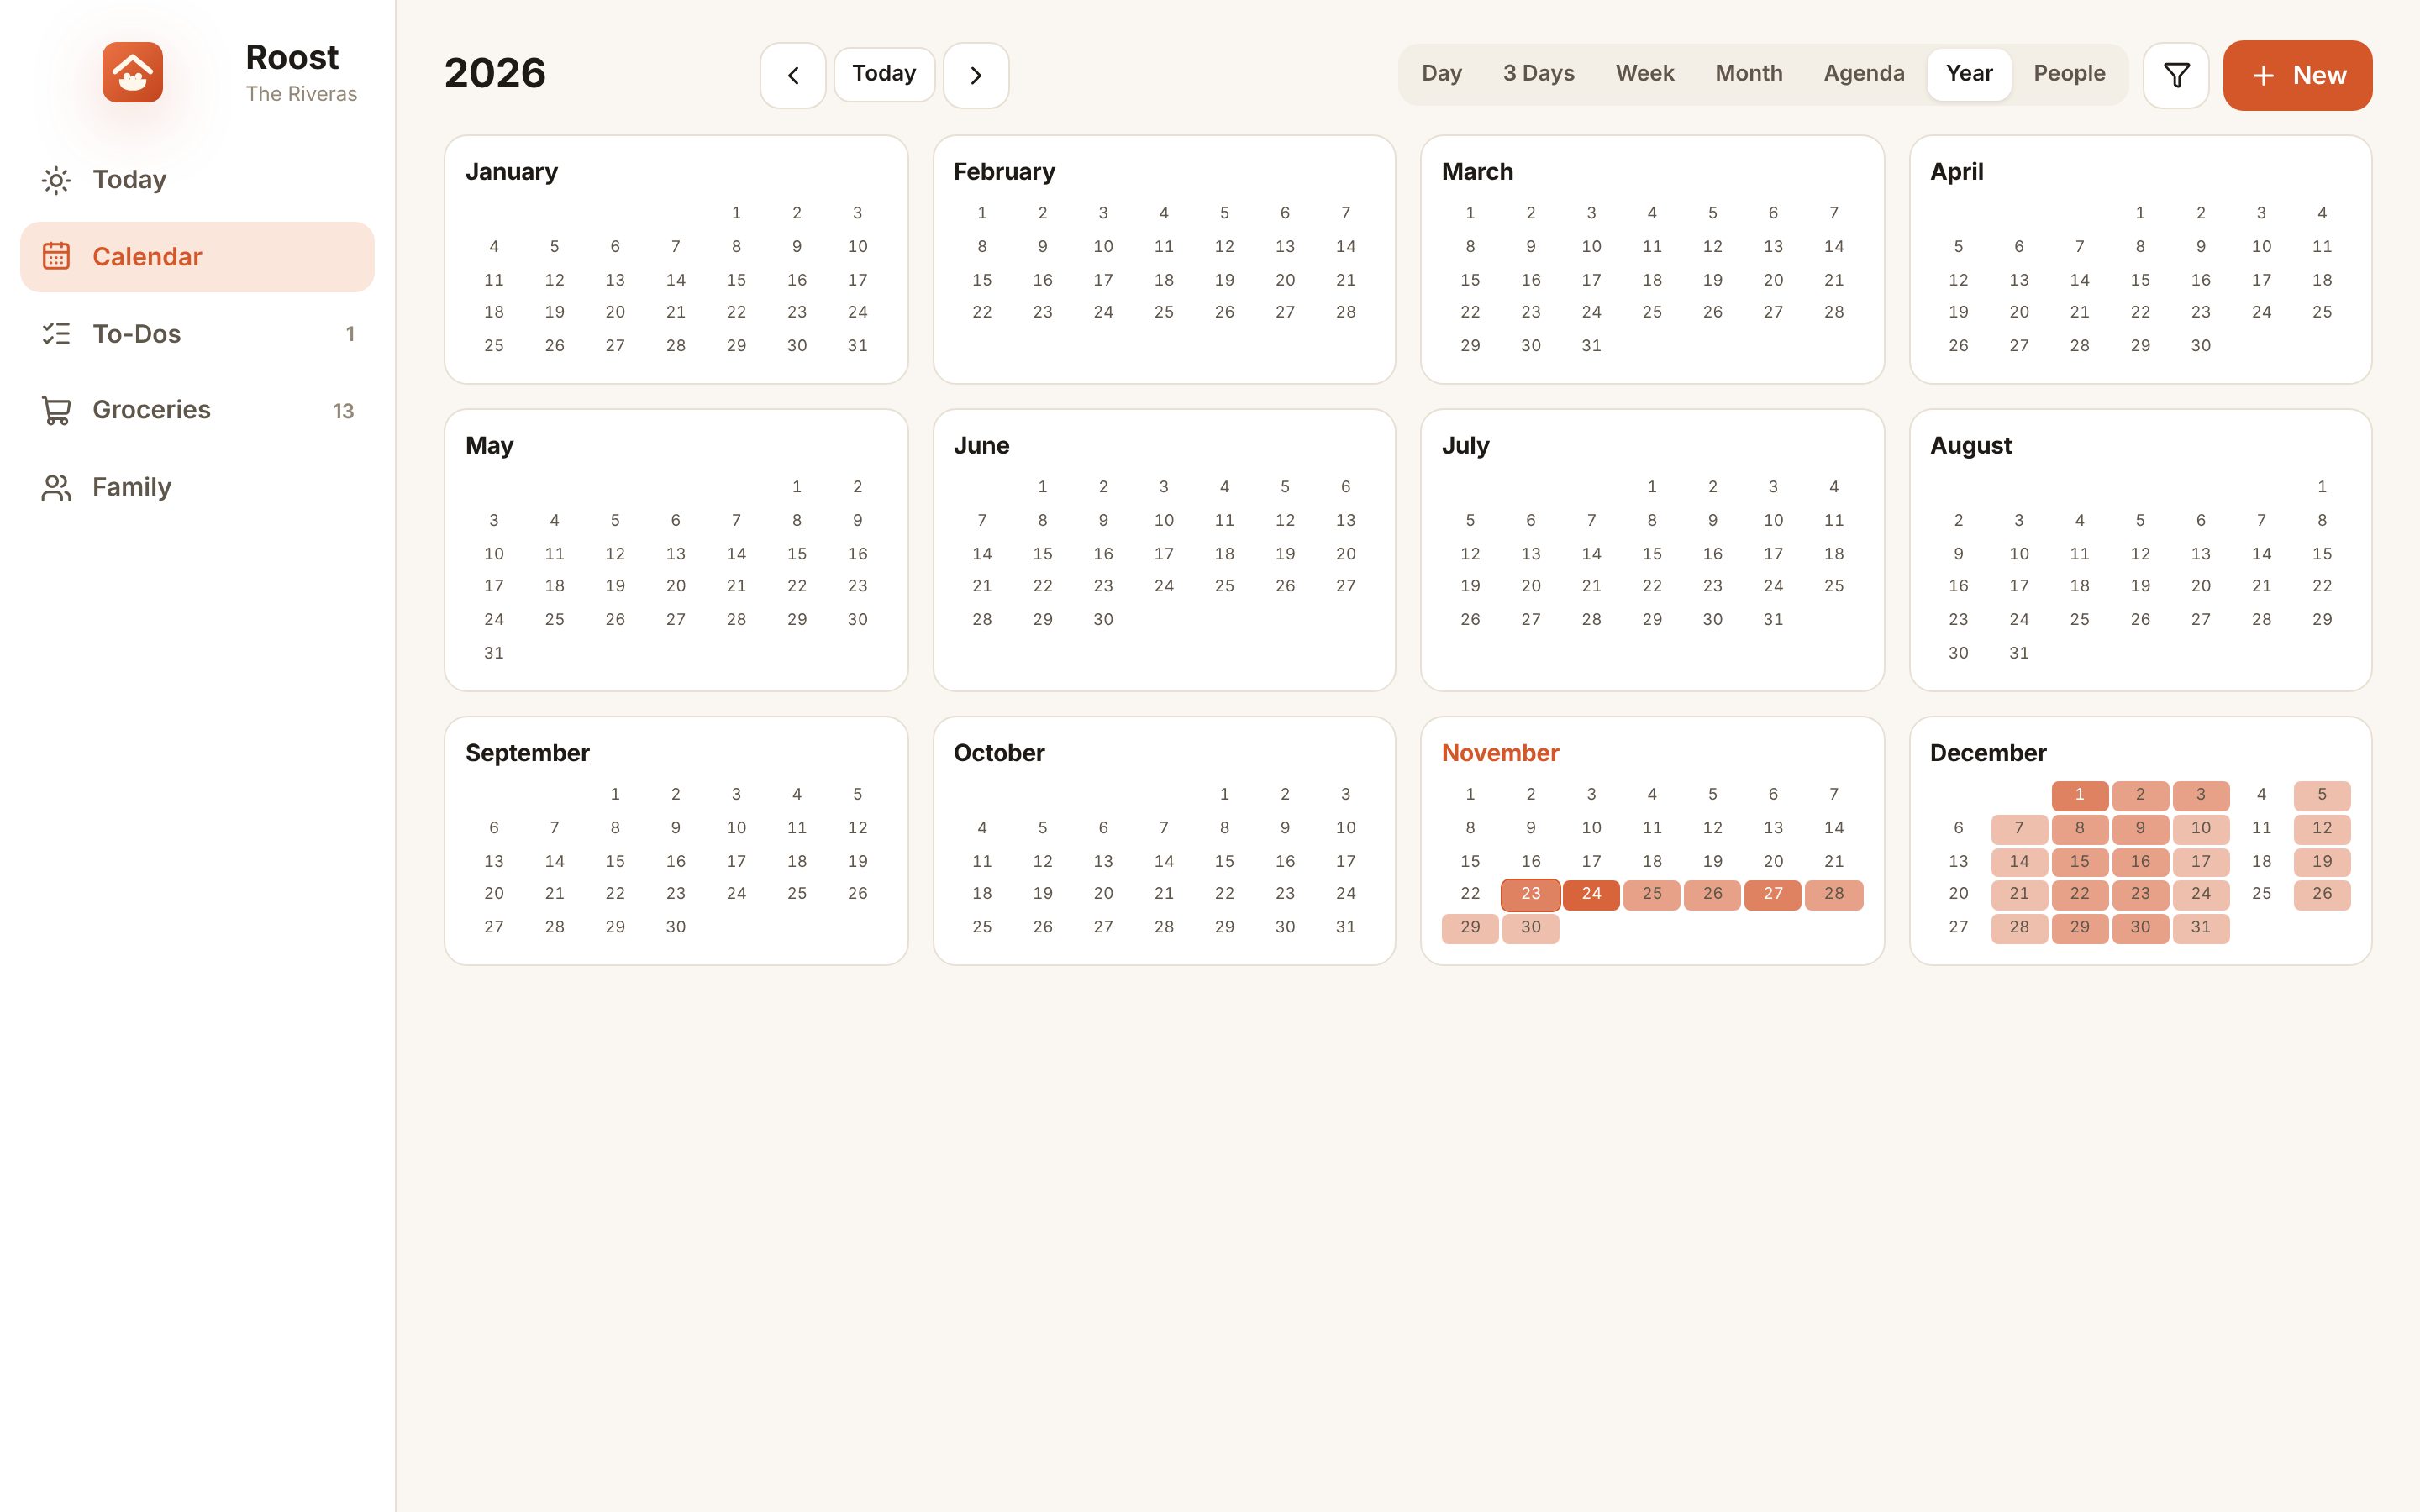 Roost
The Riveras
Today
Calendar
To-Dos 1
Groceries 13
Family
2026 Today Day 3 Days Week Month Agenda Year People New
January
1 2 3
4 5 6 7 8 9 10
11 12 13 14 15 16 17
18 19 20 21 22 23 24
25 26 27 28 29 30 31
February
1 2 3 4 5 6 7
8 9 10 11 12 13 14
15 16 17 18 19 20 21
22 23 24 25 26 27 28
March
1 2 3 4 5 6 7
8 9 10 11 12 13 14
15 16 17 18 19 20 21
22 23 24 25 26 27 28
29 30 31
April
1 2 3 4
5 6 7 8 9 10 11
12 13 14 15 16 17 18
19 20 21 22 23 24 25
26 27 28 29 30
May
1 2
3 4 5 6 7 8 9
10 11 12 13 14 15 16
17 18 19 20 21 22 23
24 25 26 27 28 29 30
31
June
1 2 3 4 5 6
7 8 9 10 11 12 13
14 15 16 17 18 19 20
21 22 23 24 25 26 27
28 29 30
July
1 2 3 4
5 6 7 8 9 10 11
12 13 14 15 16 17 18
19 20 21 22 23 24 25
26 27 28 29 30 31
August
1
2 3 4 5 6 7 8
9 10 11 12 13 14 15
16 17 18 19 20 21 22
23 24 25 26 27 28 29
30 31
September
1 2 3 4 5
6 7 8 9 10 11 12
13 14 15 16 17 18 19
20 21 22 23 24 25 26
27 28 29 30
October
1 2 3
4 5 6 7 8 9 10
11 12 13 14 15 16 17
18 19 20 21 22 23 24
25 26 27 28 29 30 31
November
1 2 3 4 5 6 7
8 9 10 11 12 13 14
15 16 17 18 19 20 21
22 23 24 25 26 27 28
29 30
December
1 2 3 4 5
6 7 8 9 10 11 12
13 14 15 16 17 18 19
20 21 22 23 24 25 26
27 28 29 30 31